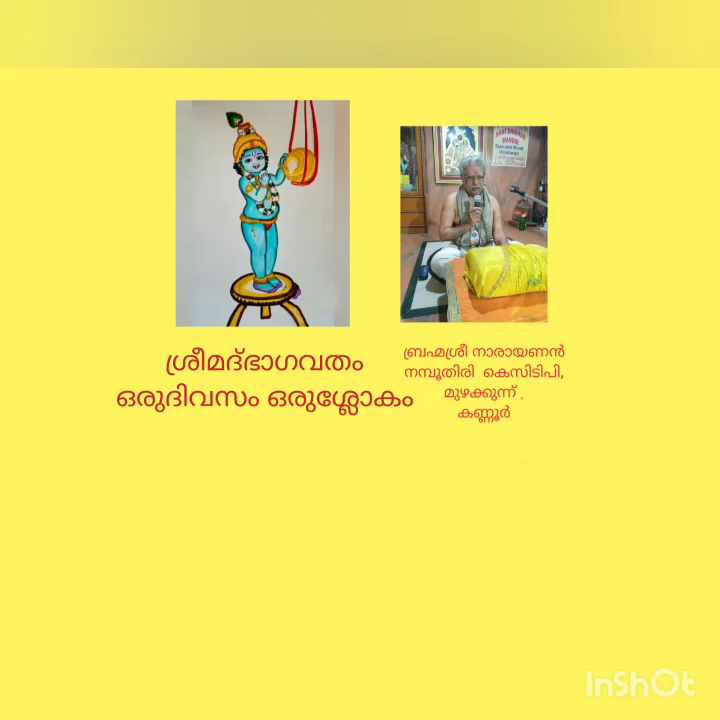 ശ്രീമദ്ഭാഗവതം
ഒരുദിവസം ഒരുശ്ലോകം
ബ്രഹ്മശ്രീ നാരായണൻ
നമ്പൂതിരി കെസിടിപി,
മുഴക്കുന്ന് ,
കണ്ണൂർ
InShOt